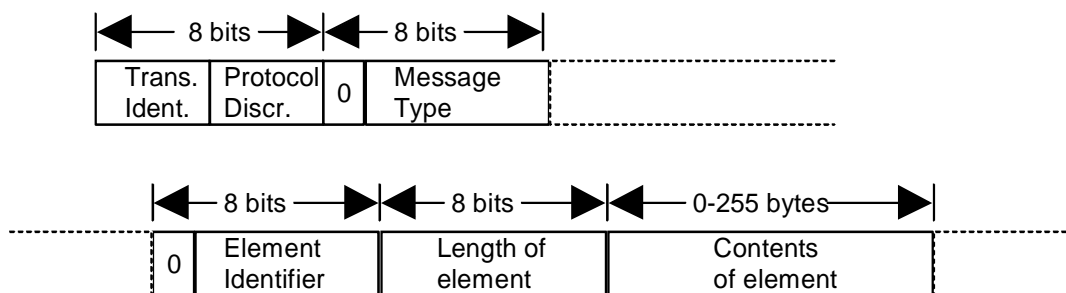 8 bits 8 bits
Trans. Protocol 0 Message
Ident. Discr. Type
8 bits 8 bits 0-255 bytes
0 Element Length of Contents
Identifier element of element